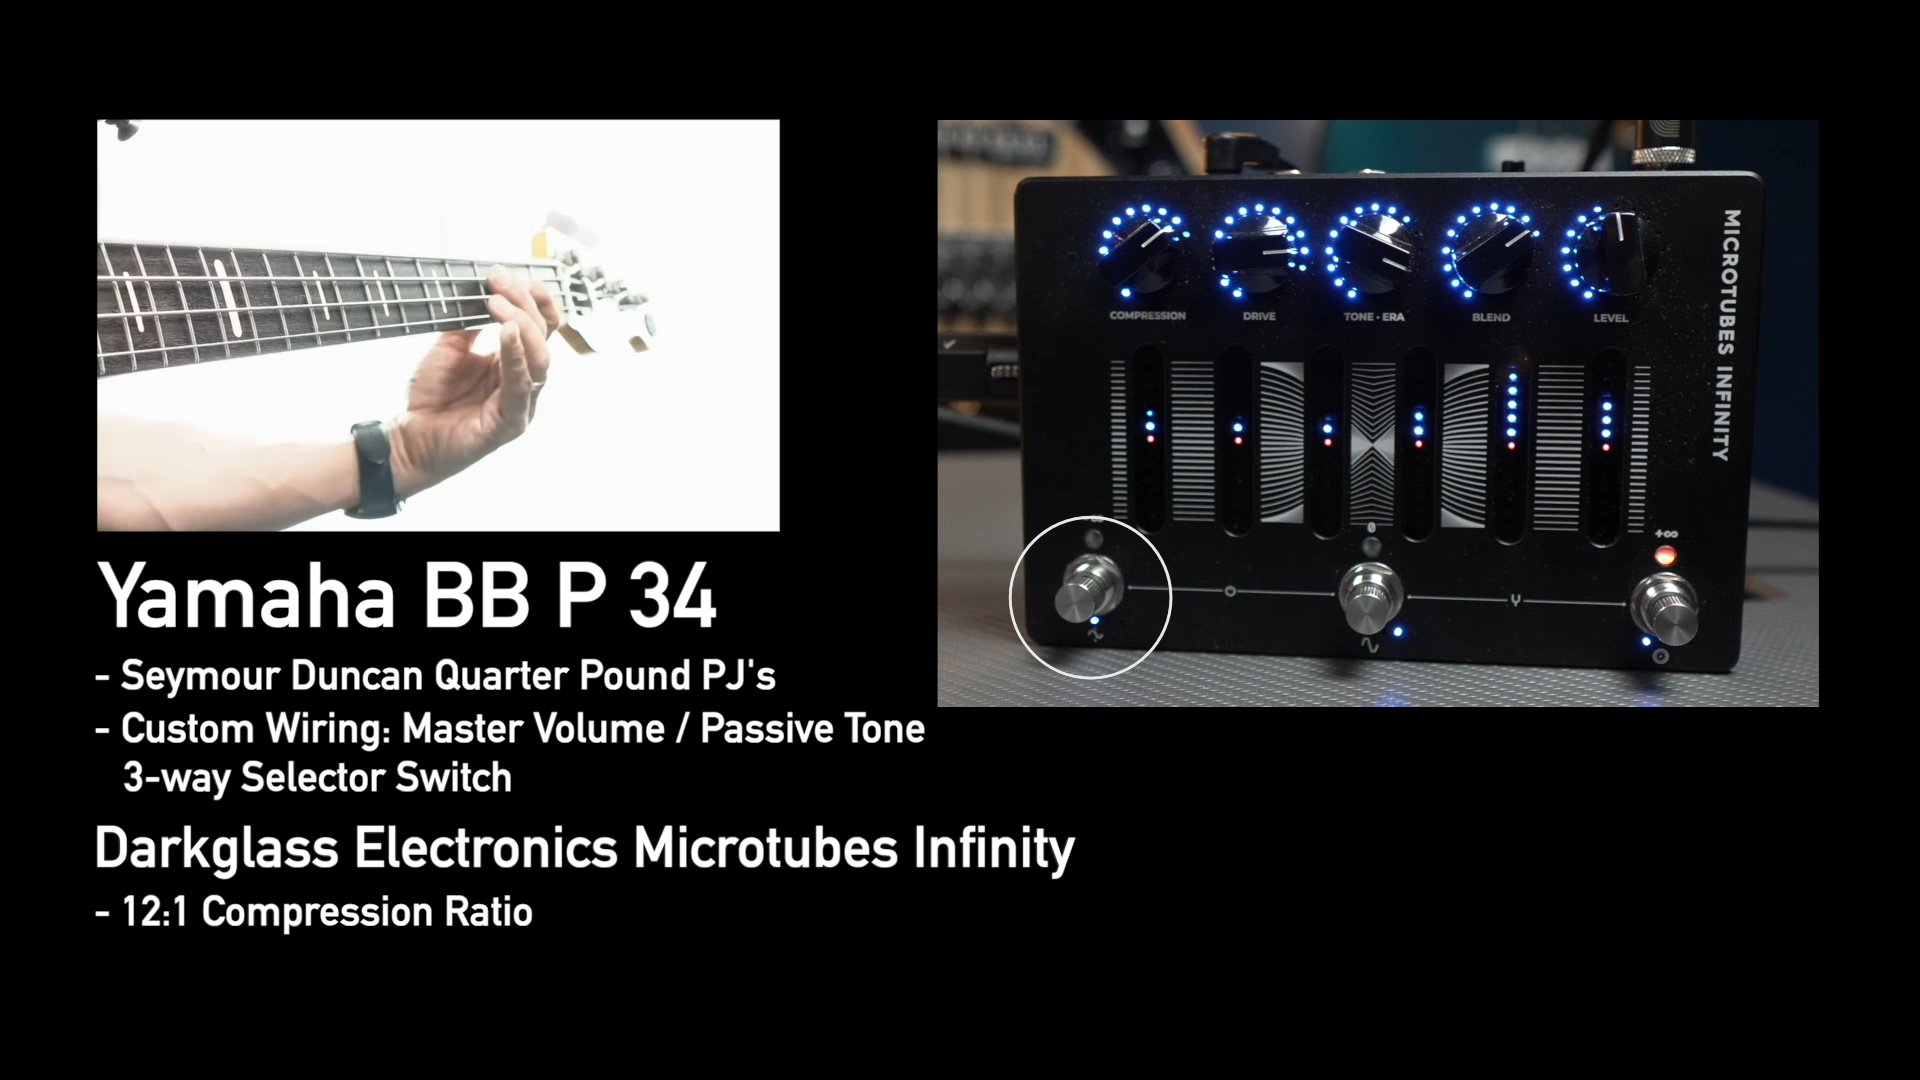 Yamaha BB P 34
- Seymour Duncan Quarter Pound PJ's
- Custom Wiring: Master Volume / Passive Tone
3-way Selector Switch
Darkglass Electronics Microtubes Infinity
- 12:1 Compression Ratio
COMPRESSION DRIVE TONE - ERA BLEND LEVEL
MICROTUBES INFINITY
0 +∞